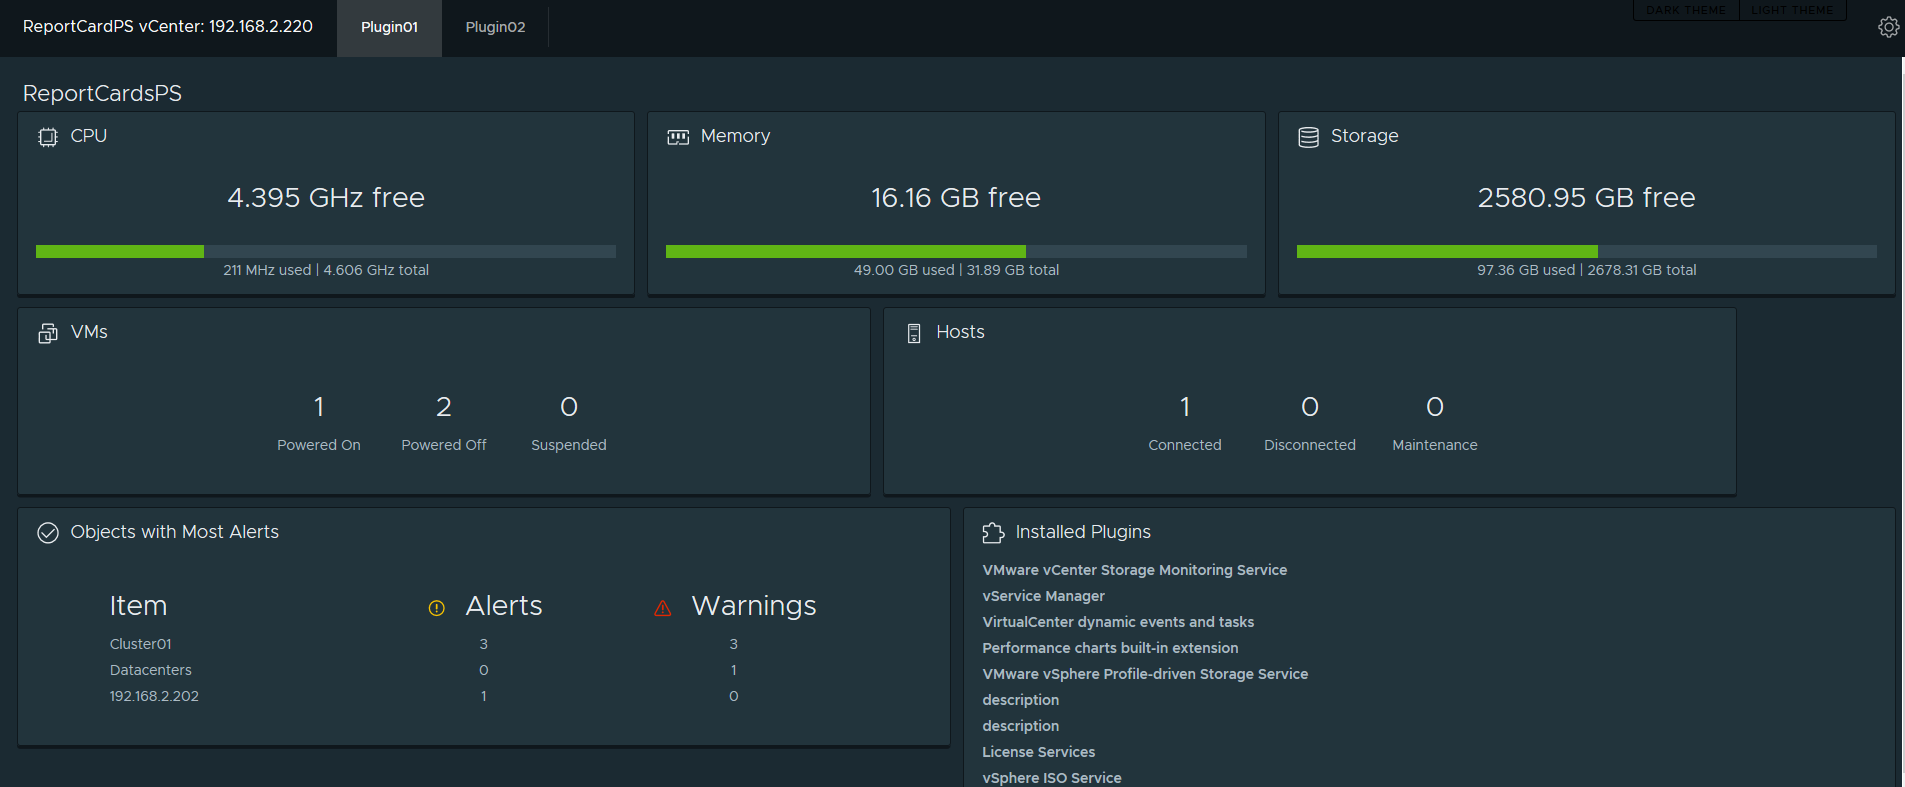 ReportCardPS vCenter: 192.168.2.220 Plugin01 Plugin02 DARK THEME LIGHT THEME
ReportCardsPS
CPU
4.395 GHz free
211 MHz used | 4.606 GHz total
Memory
16.16 GB free
49.00 GB used | 31.89 GB total
Storage
2580.95 GB free
97.36 GB used | 2678.31 GB total
VMs
1 2 0
Powered On Powered Off Suspended
Hosts
1 0 0
Connected Disconnected Maintenance
Objects with Most Alerts
Item Alerts Warnings
Cluster01 3 3
Datacenters 0 1
192.168.2.202 1 0
Installed Plugins
VMware vCenter Storage Monitoring Service
vService Manager
VirtualCenter dynamic events and tasks
Performance charts built-in extension
VMware vSphere Profile-driven Storage Service
description
description
License Services
vSphere ISO Service